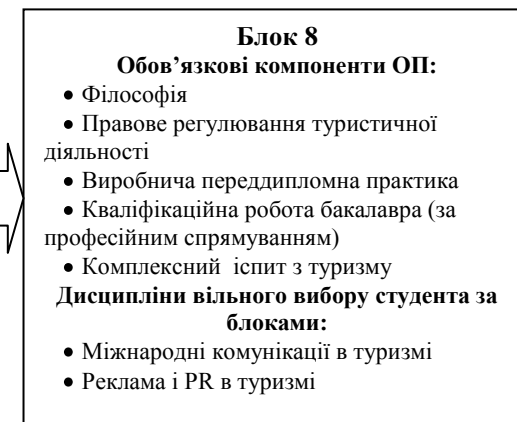 Блок 8
Обов’язкові компоненти ОП:
• Філософія
• Правове регулювання туристичної
діяльності
• Виробнича переддипломна практика
• Кваліфікаційна робота бакалавра (за
професійним спрямуванням)
• Комплексний іспит з туризму
Дисципліни вільного вибору студента за
блоками:
• Міжнародні комунікації в туризмі
• Реклама і PR в туризмі